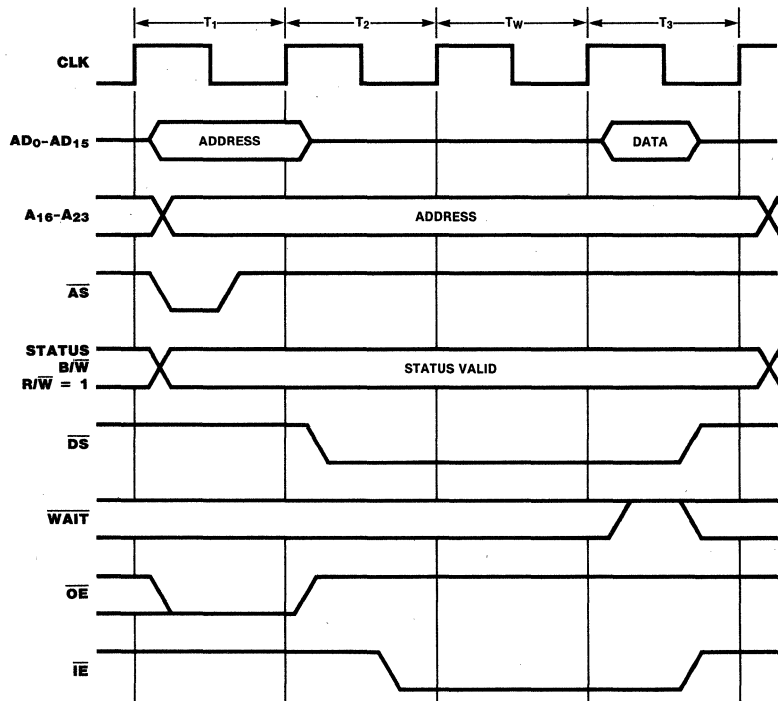 T1 T2 TW T3
CLK
AD0-AD15 ADDRESS DATA
A16-A23 ADDRESS
AS
STATUS
B/W STATUS VALID
R/W = 1
DS
WAIT
OE
IE